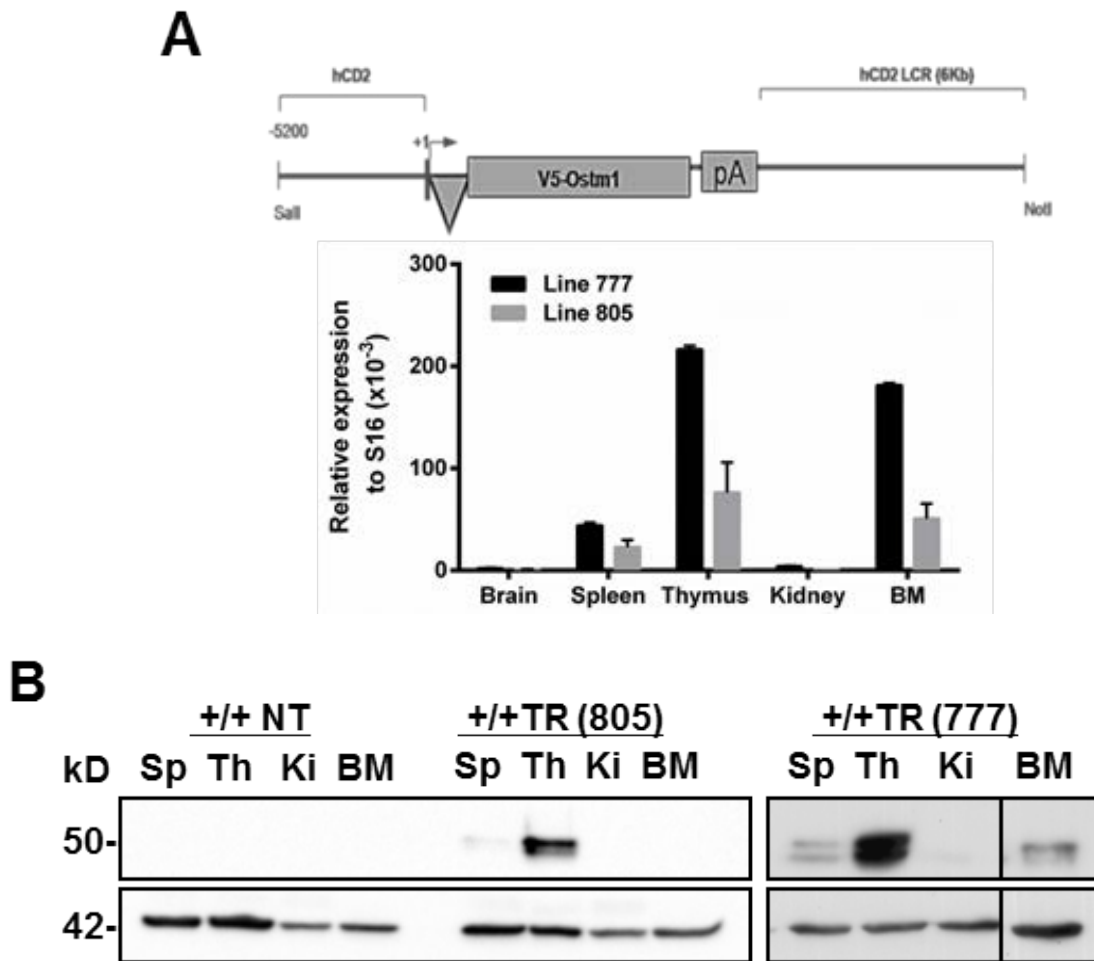 A
hCD2
hCD2 LCR (6Kb)
-5200
+1
V5-Ostm1
pA
SalI
NotI
300
Line 777
Line 805
200
Relative expression
to S16 (x10-3)
100
0
Brain Spleen Thymus Kidney BM
B
+/+ NT +/+TR (805) +/+TR (777)
kD Sp Th Ki BM Sp Th Ki BM Sp Th Ki BM
50-
42-